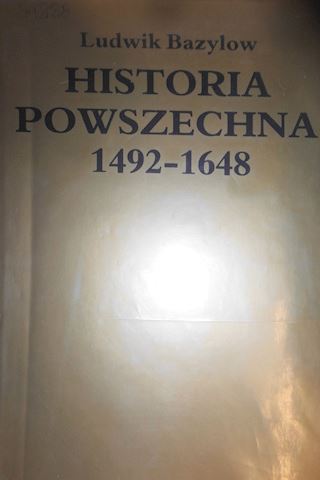 Ludwik Bazylow
HISTORIA
POWSZECHNA
1492-1648